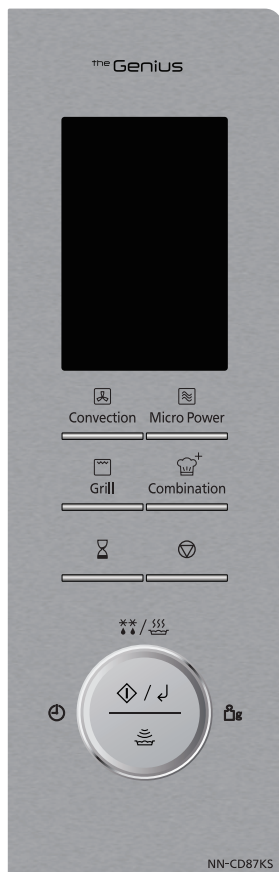 the Genius
Convection Micro Power
Grill Combination
g
NN-CD87KS